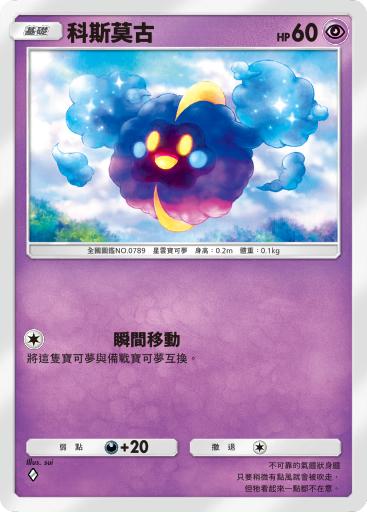 基礎 科斯莫古 HP 60
全國圖鑑NO.0789 星雲寶可夢 身高：0.2m 體重：0.1kg
瞬間移動
將這隻寶可夢與備戰寶可夢互換。
弱點 +20 撤退
Illus. sui
不可靠的氣體狀身體
只要稍微有點風就會被吹走，
但牠看起來一點都不在意。